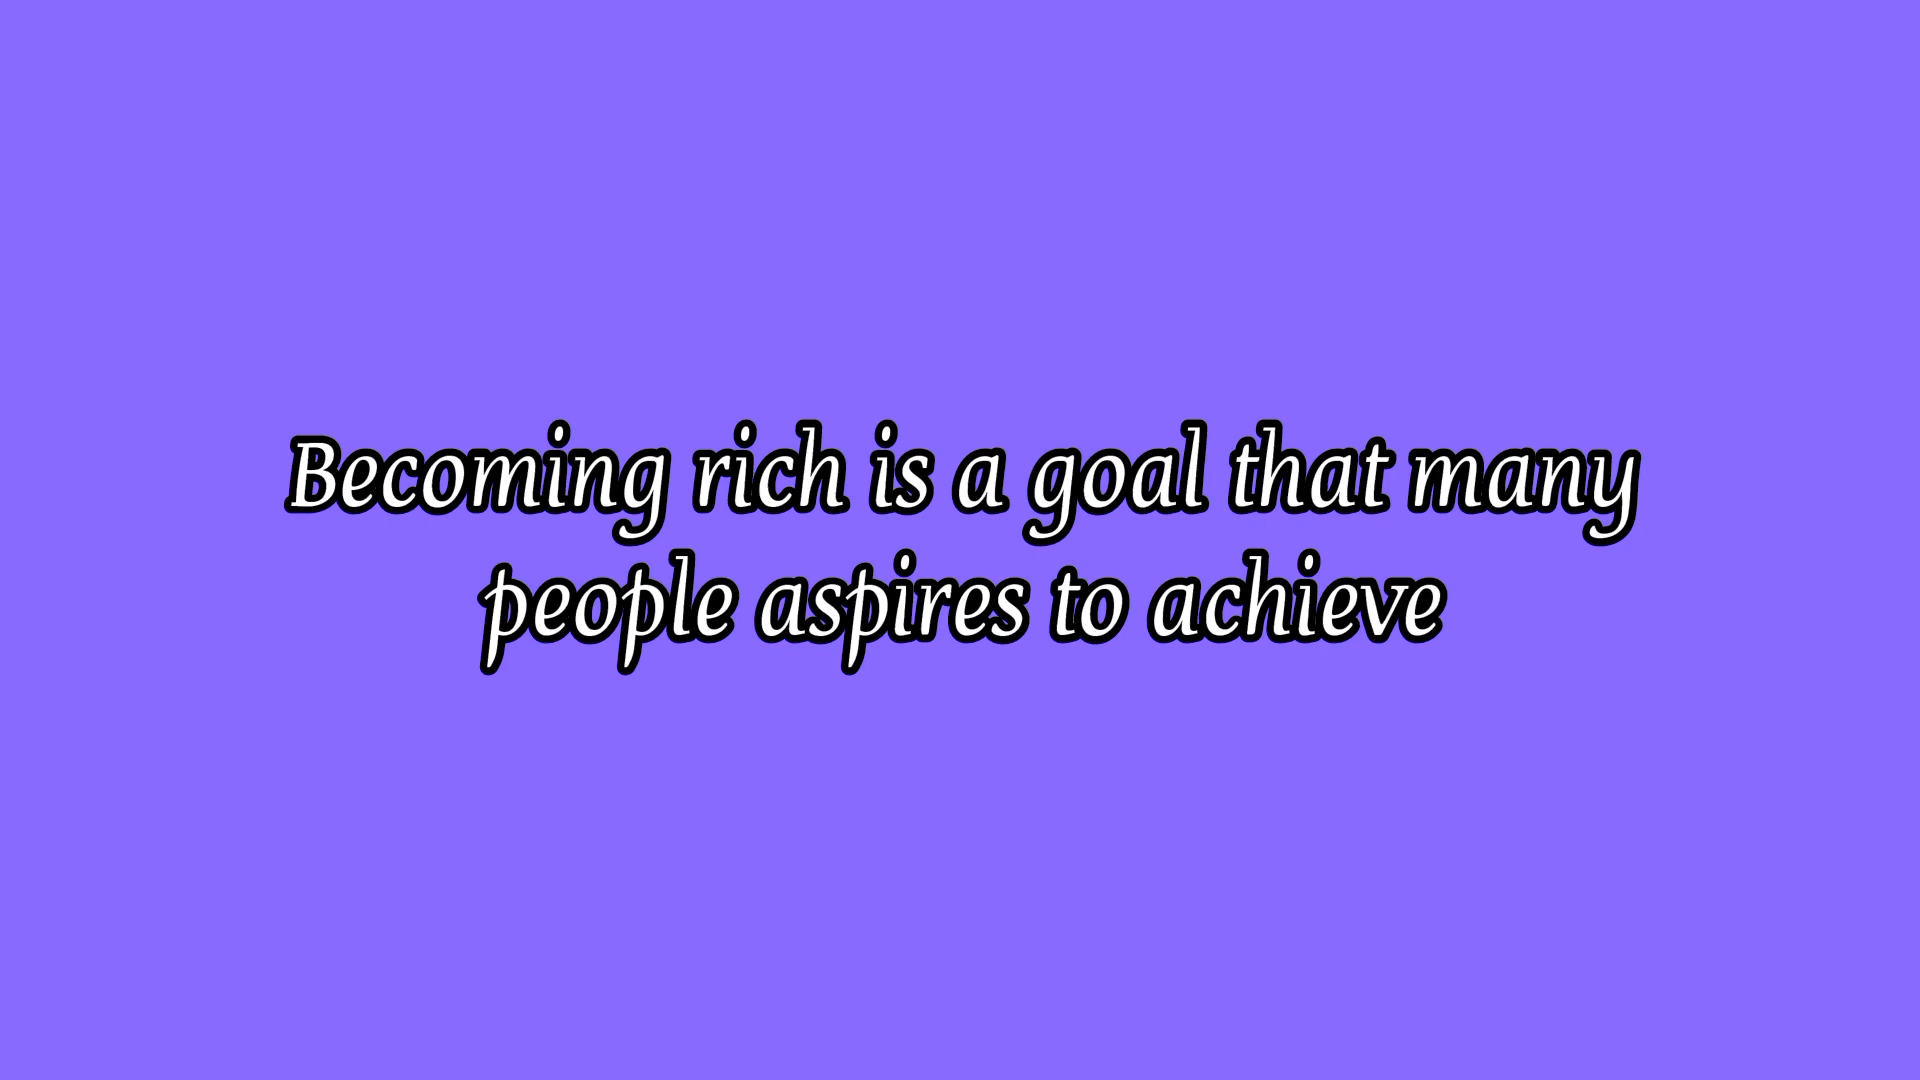 Becoming rich is a goal that many
people aspires to achieve